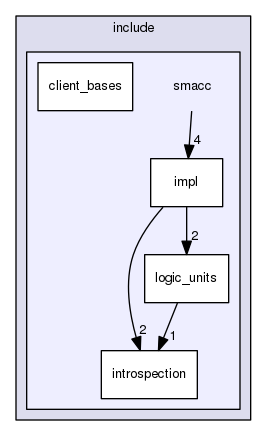 include
client_bases
smacc
4
impl
2
logic_units
2
1
introspection